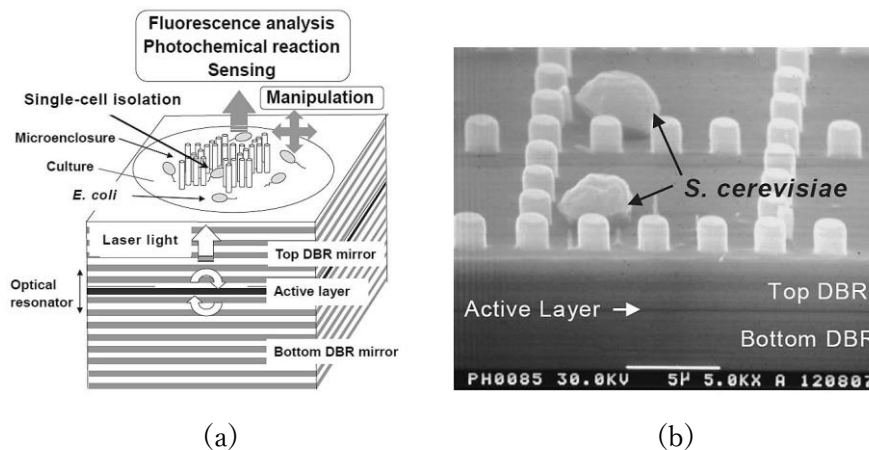 Fluorescence analysis
Photochemical reaction
Sensing
Single-cell isolation
Manipulation
Microenclosure
Culture
E. coli
Laser light
Top DBR mirror
Optical
resonator
Active layer
Bottom DBR mirror
(a)
S. cerevisiae
Top DBR
Active Layer
Bottom DBR
PH0085 30.0KV 5μ 5.0KX A 120807
(b)